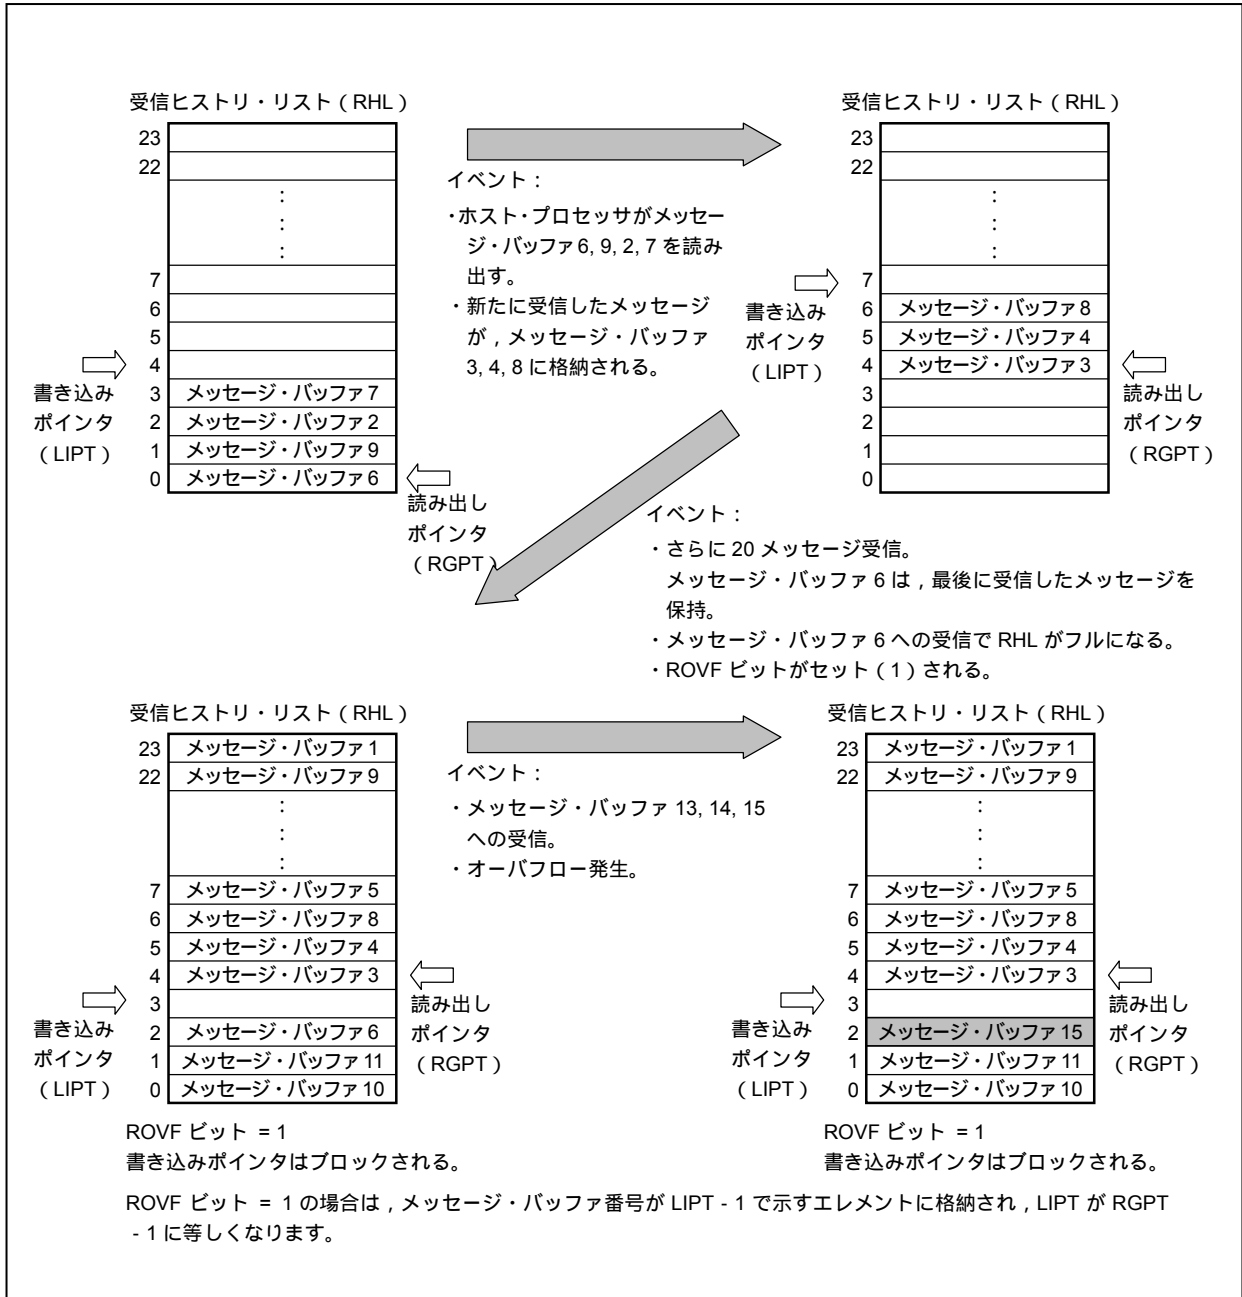 受信ヒストリ・リスト（RHL）
23
22
：
：
：
7
6
5
4
3 メッセージ・バッファ7
2 メッセージ・バッファ2
1 メッセージ・バッファ9
0 メッセージ・バッファ6
書き込み
ポインタ
（LIPT）
読み出し
ポインタ
（RGPT）
イベント：
・ホスト・プロセッサがメッセー
ジ・バッファ6, 9, 2, 7 を読み
出す。
・新たに受信したメッセージ
が，メッセージ・バッファ
3, 4, 8 に格納される。
受信ヒストリ・リスト（RHL）
23
22
：
：
：
7
6 メッセージ・バッファ8
5 メッセージ・バッファ4
4 メッセージ・バッファ3
3
2
1
0
書き込み
ポインタ
（LIPT）
読み出し
ポインタ
（RGPT）
イベント：
・さらに 20 メッセージ受信。
メッセージ・バッファ 6 は，最後に受信したメッセージを
保持。
・メッセージ・バッファ 6 への受信で RHL がフルになる。
・ROVF ビットがセット（1）される。
受信ヒストリ・リスト（RHL）
23 メッセージ・バッファ1
22 メッセージ・バッファ9
：
：
：
7 メッセージ・バッファ5
6 メッセージ・バッファ8
5 メッセージ・バッファ4
4 メッセージ・バッファ3
3
2 メッセージ・バッファ6
1 メッセージ・バッファ11
0 メッセージ・バッファ10
書き込み
ポインタ
（LIPT）
読み出し
ポインタ
（RGPT）
ROVF ビット = 1
書き込みポインタはブロックされる。
イベント：
・メッセージ・バッファ 13, 14, 15
への受信。
・オーバフロー発生。
受信ヒストリ・リスト（RHL）
23 メッセージ・バッファ1
22 メッセージ・バッファ9
：
：
：
7 メッセージ・バッファ5
6 メッセージ・バッファ8
5 メッセージ・バッファ4
4 メッセージ・バッファ3
3
2 メッセージ・バッファ15
1 メッセージ・バッファ11
0 メッセージ・バッファ10
書き込み
ポインタ
（LIPT）
読み出し
ポインタ
（RGPT）
ROVF ビット = 1
書き込みポインタはブロックされる。
ROVF ビット = 1 の場合は，メッセージ・バッファ番号が LIPT - 1 で示すエレメントに格納され，LIPT が RGPT
- 1 に等しくなります。